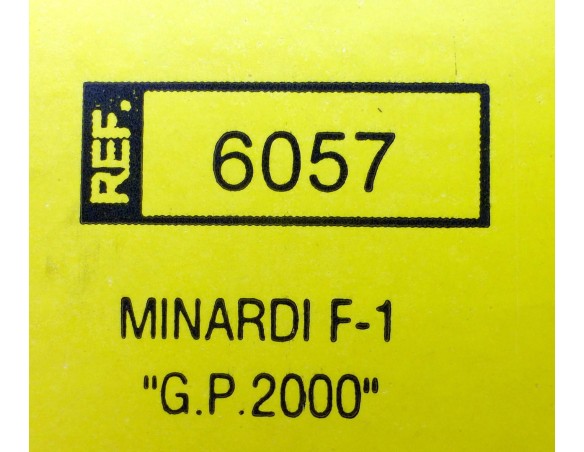 REF. 6057
MINARDI F-1
"G.P.2000"